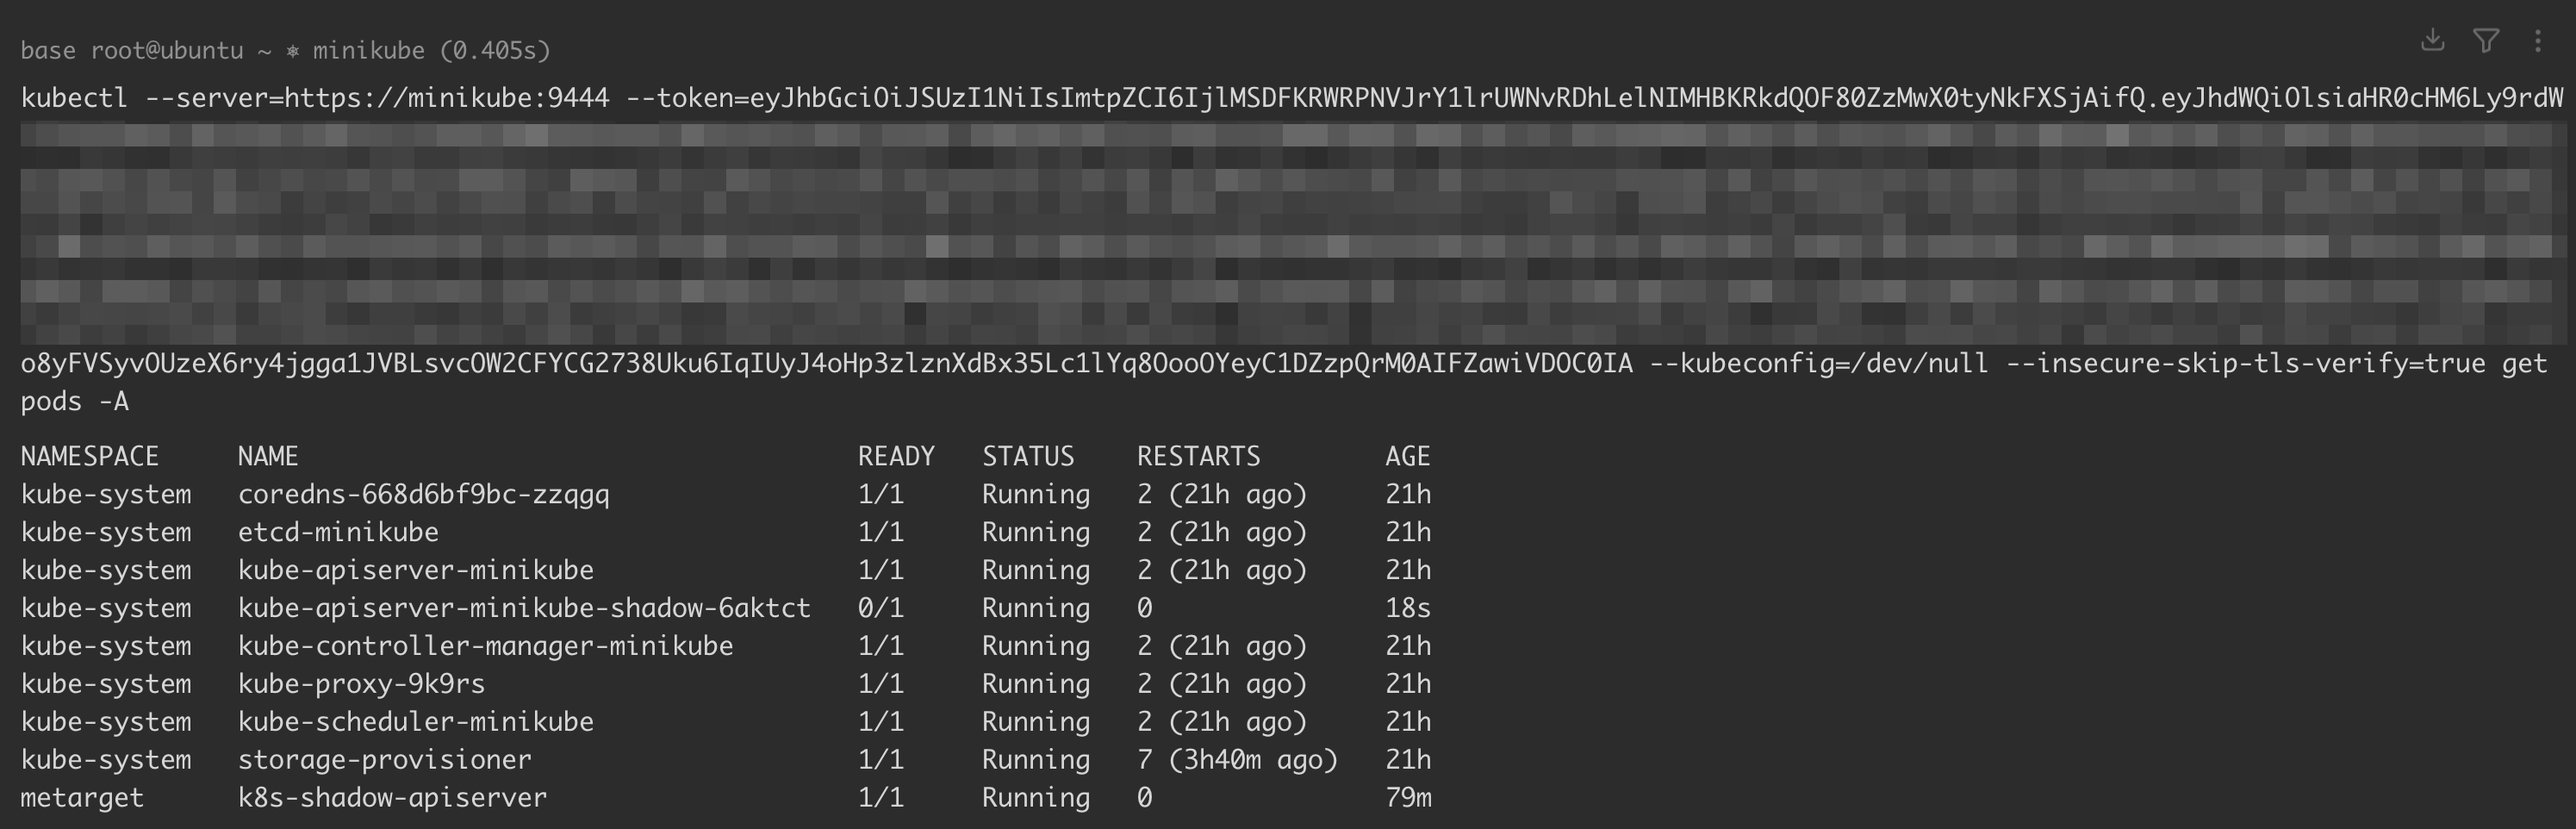 base root@ubuntu ~ ⎈ minikube (0.405s)
kubectl --server=https://minikube:9444 --token=eyJhbGciOiJSUzI1NiIsImtpZCI6IjlMSDFKRWRPNVJrY1lrUWNvRDhLelNIMHBKRkdQOF80ZzMwX0tyNkFXSjAifQ.eyJhdWQiOlsiaHR0cHM6Ly9rdW
o8yFVSyvOUzeX6ry4jgga1JVBLsvcOW2CFYCG2738Uku6IqIUyJ4oHp3zlznXdBx35Lc1lYq8OooOYeyC1DZzpQrM0AIFZawiVDOC0IA --kubeconfig=/dev/null --insecure-skip-tls-verify=true get
pods -A
NAMESPACE NAME READY STATUS RESTARTS AGE
kube-system coredns-668d6bf9bc-zzqgq 1/1 Running 2 (21h ago) 21h
kube-system etcd-minikube 1/1 Running 2 (21h ago) 21h
kube-system kube-apiserver-minikube 1/1 Running 2 (21h ago) 21h
kube-system kube-apiserver-minikube-shadow-6aktct 0/1 Running 0 18s
kube-system kube-controller-manager-minikube 1/1 Running 2 (21h ago) 21h
kube-system kube-proxy-9k9rs 1/1 Running 2 (21h ago) 21h
kube-system kube-scheduler-minikube 1/1 Running 2 (21h ago) 21h
kube-system storage-provisioner 1/1 Running 7 (3h40m ago) 21h
metarget k8s-shadow-apiserver 1/1 Running 0 79m